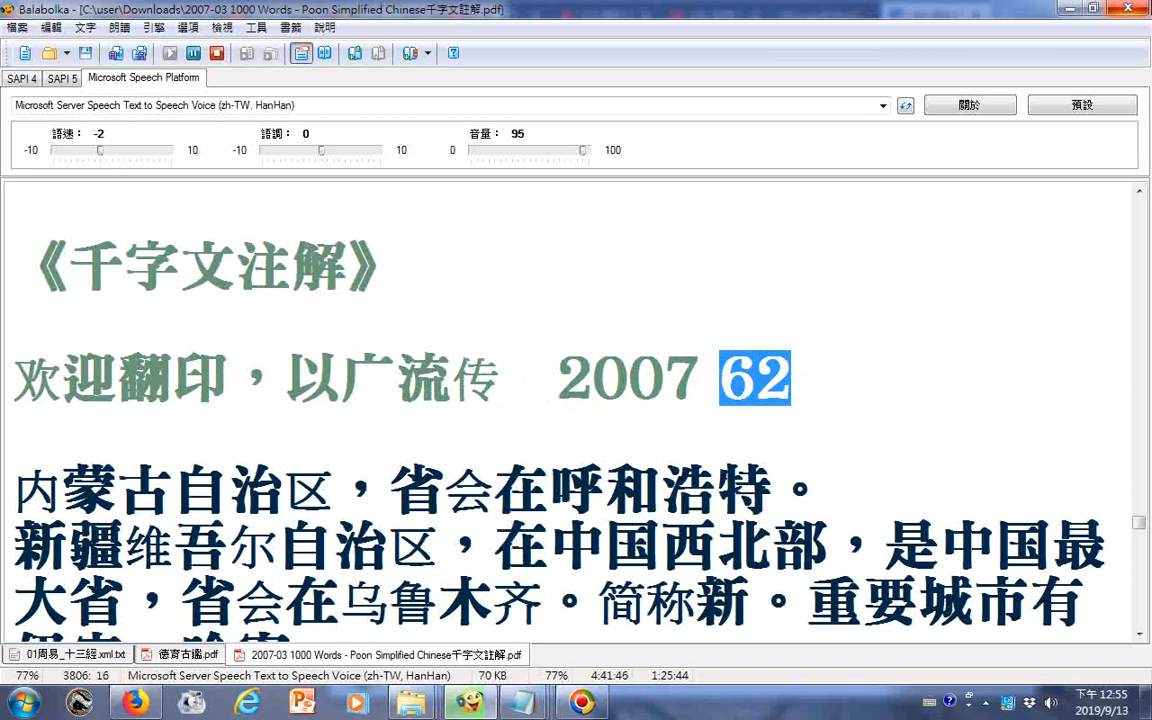 Balabolka - [C:\user\Downloads\2007-03 1000 Words - Poon Simplified Chinese千字文註解.pdf]
檔案 編輯 文字 朗讀 引擎 選項 檢視 工具 書籤 說明
SAPI 4 SAPI 5 Microsoft Speech Platform
Microsoft Server Speech Text to Speech Voice (zh-TW, HanHan) 關於 預設
語速： -2 語調： 0 音量： 95
-10 10 -10 10 0 100
《千字文注解》
欢迎翻印，以广流传 2007 62
内蒙古自治区，省会在呼和浩特。
新疆维吾尔自治区，在中国西北部，是中国最
大省，省会在乌鲁木齐。简称新。重要城市有
01周易_十三經.xml.txt 德育古鑑.pdf 2007-03 1000 Words - Poon Simplified Chinese千字文註解.pdf
77% 3806: 16 Microsoft Server Speech Text to Speech Voice (zh-TW, HanHan) 70 KB 77% 4:41:46 1:25:44
下午 12:55
2019/9/13